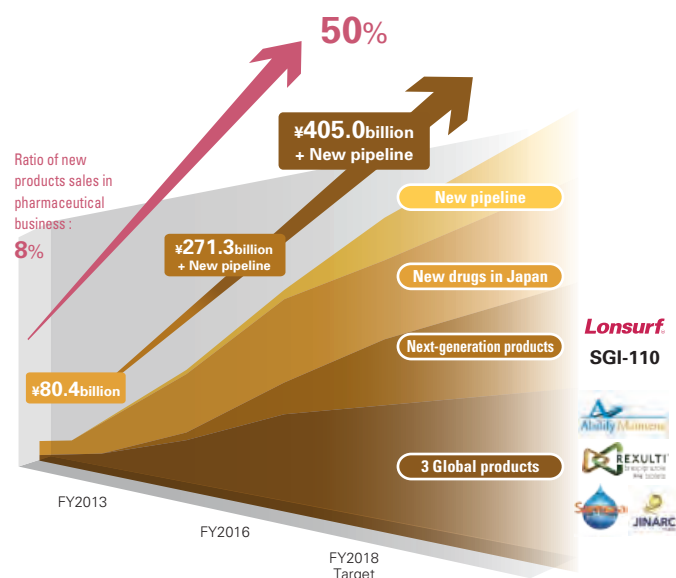 50%
¥405.0billion
+ New pipeline
Ratio of new
products sales in
pharmaceutical
business :
8%
New pipeline
¥271.3billion
+ New pipeline
New drugs in Japan
Lonsurf
Next-generation products
SGI-110
¥80.4billion
Abilify Maintena
REXULTI
3 Global products
JINARC
FY2013
FY2016
FY2018
Target